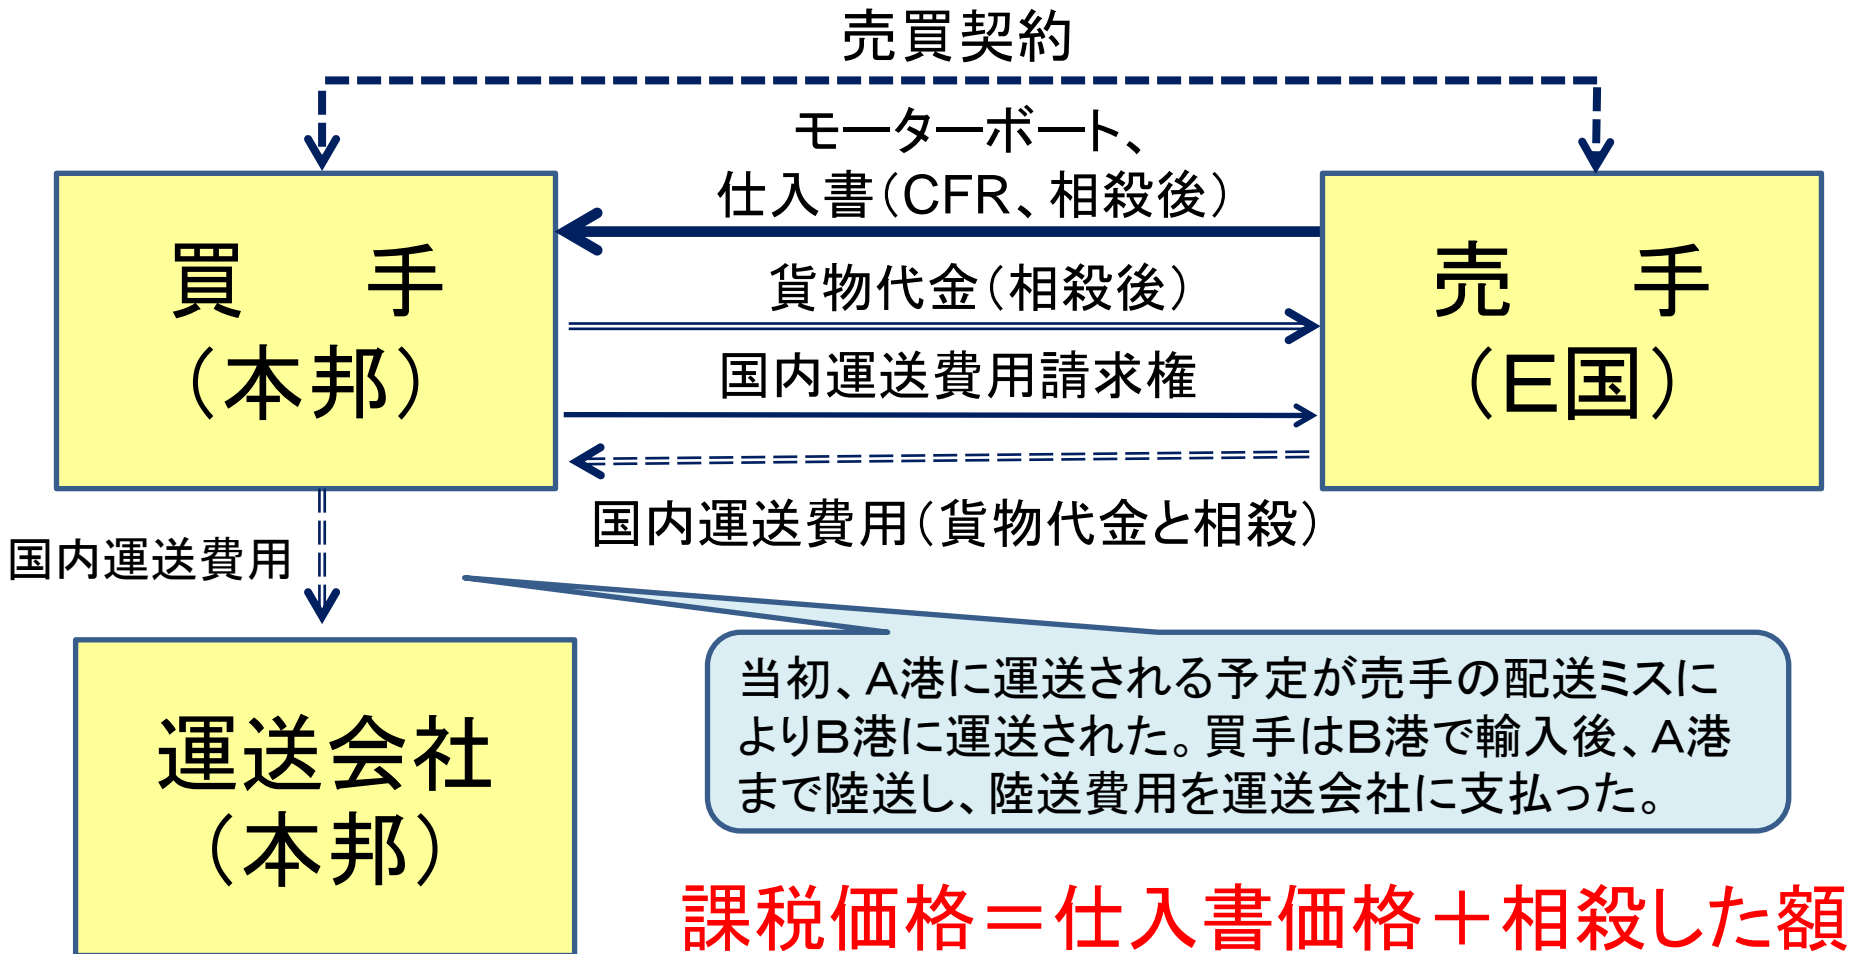 売買契約
モーターボート、
仕入書(CFR、相殺後)
買　手
(本邦)
売　手
(E国)
貨物代金(相殺後)
国内運送費用請求権
国内運送費用(貨物代金と相殺)
国内運送費用
運送会社
(本邦)
当初、A港に運送される予定が売手の配送ミスに
よりB港に運送された。買手はB港で輸入後、A港
まで陸送し、陸送費用を運送会社に支払った。
課税価格=仕入書価格+相殺した額